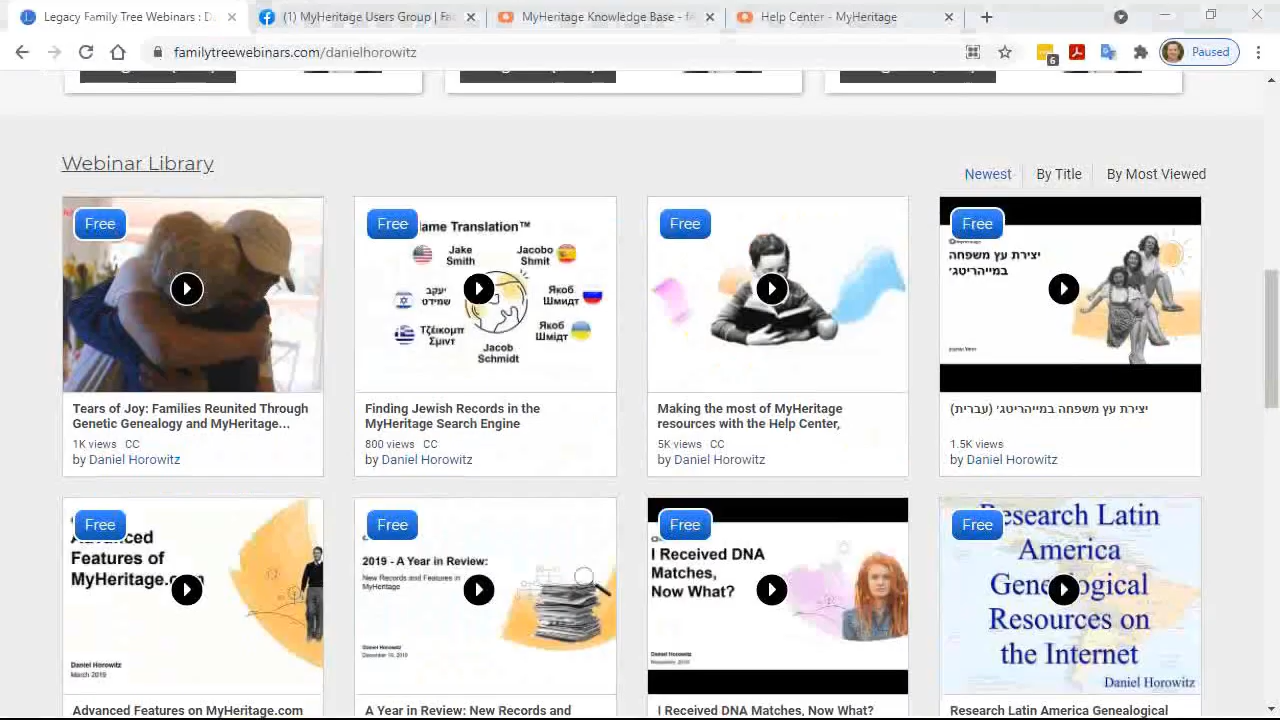 Legacy Family Tree Webinars : Da
(1) MyHeritage Users Group | Fac
MyHeritage Knowledge Base - fa
Help Center - MyHeritage
familytreewebinars.com/danielhorowitz
6
Paused
Webinar Library
Newest
By Title
By Most Viewed
Free
Free
Name Translation™
Jake
Smith
Jacobo
Shmit
יעקב
שמידט
Якоб
Шмидт
Τζέικομπ
Σμιντ
Якоб
Шмідт
Jacob
Schmidt
Free
Free
יצירת עץ משפחה
במייהריטג׳
Tears of Joy: Families Reunited Through
Genetic Genealogy and MyHeritage...
1K views CC
by Daniel Horowitz
Finding Jewish Records in the
MyHeritage Search Engine
800 views CC
by Daniel Horowitz
Making the most of MyHeritage
resources with the Help Center,
5K views CC
by Daniel Horowitz
יצירת עץ משפחה במייהריטג׳ (עברית)
1.5K views
by Daniel Horowitz
Free
Advanced
Features of
MyHeritage.com
Daniel Horowitz
March 2019
Free
2019 - A Year in Review:
New Records and Features in
MyHeritage
Daniel Horowitz
Free
I Received DNA
Matches,
Now What?
Daniel Horowitz
Free
Research Latin
America
Genealogical
Resources on
the Internet
Daniel Horowitz
Advanced Features on MyHeritage.com
A Year in Review: New Records and
I Received DNA Matches, Now What?
Research Latin America Genealogical